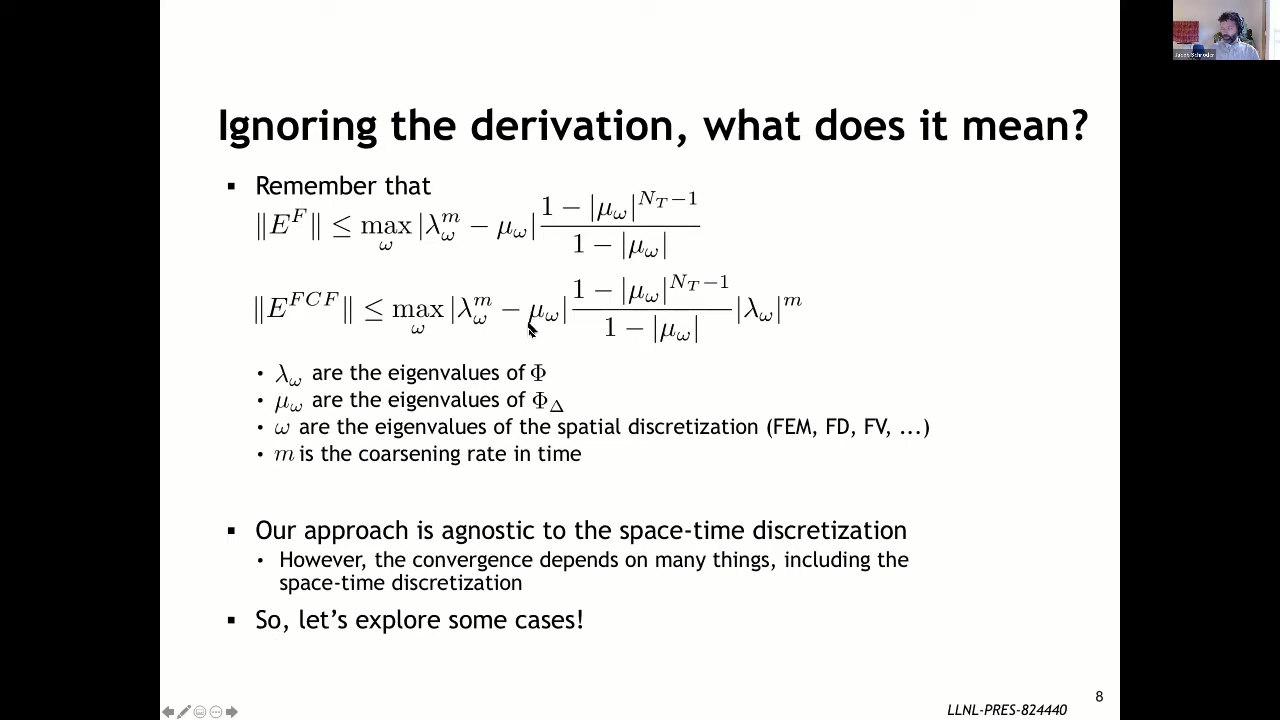 Jacob Schroder
Ignoring the derivation, what does it mean?
▪ Remember that
‖E^F‖ ≤ max_ω |λ_ω^m − μ_ω| (1 − |μ_ω|^{N_T−1}) / (1 − |μ_ω|)
‖E^{FCF}‖ ≤ max_ω |λ_ω^m − μ_ω| (1 − |μ_ω|^{N_T−1}) / (1 − |μ_ω|) |λ_ω|^m
• λ_ω are the eigenvalues of Φ
• μ_ω are the eigenvalues of Φ_Δ
• ω are the eigenvalues of the spatial discretization (FEM, FD, FV, ...)
• m is the coarsening rate in time
▪ Our approach is agnostic to the space-time discretization
• However, the convergence depends on many things, including the
space-time discretization
▪ So, let’s explore some cases!
8
LLNL-PRES-824440